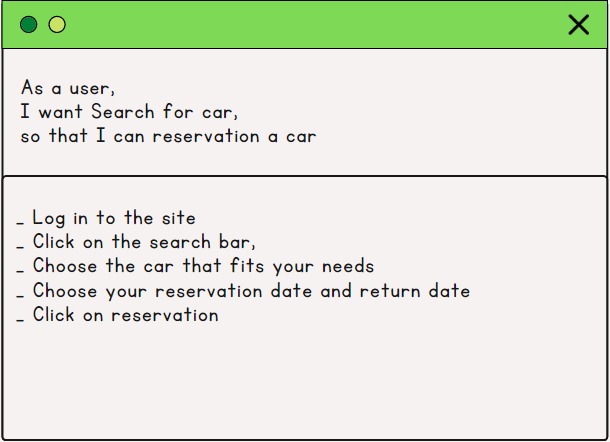 As a user,
I want Search for car,
so that I can reservation a car
_ Log in to the site
_ Click on the search bar,
_ Choose the car that fits your needs
_ Choose your reservation date and return date
_ Click on reservation